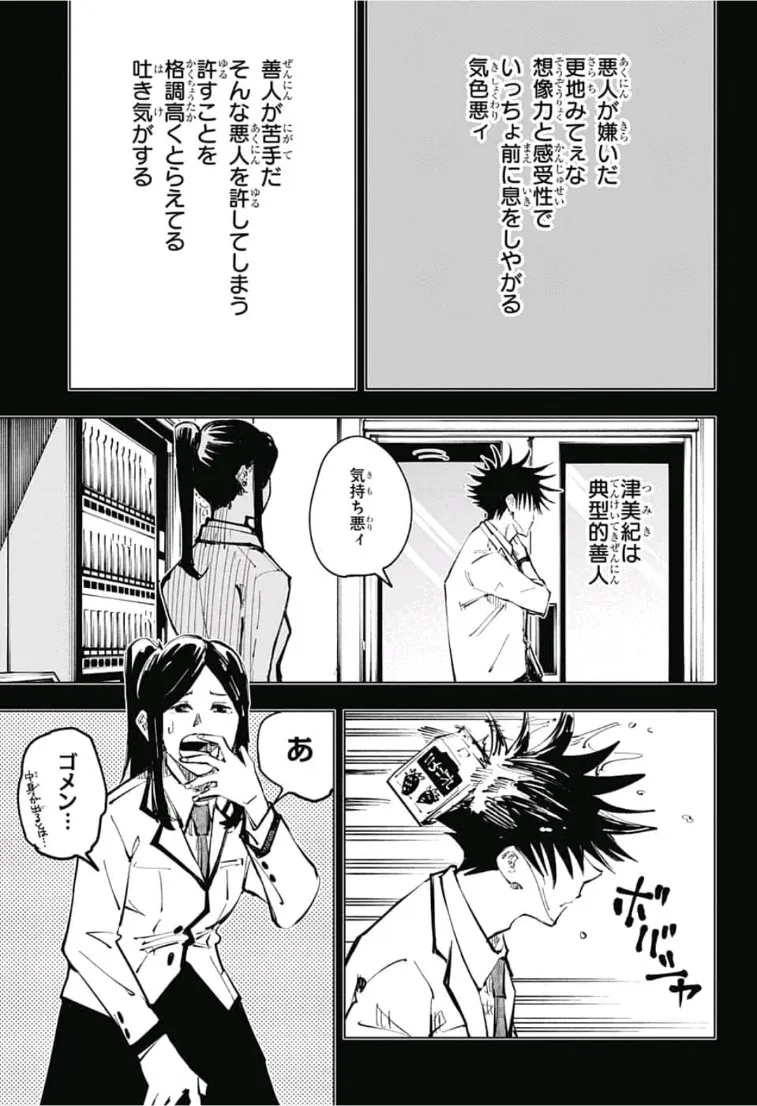 悪人が嫌いだ
更地みてぇな
想像力と感受性で
いっちょ前に息をしやがる
気色悪ィ
善人が苦手だ
そんな悪人を許してしまう
許すことを
格調高くとらえてる
吐き気がする
津美紀は
典型的善人
気持ち悪ィ
ボバニャ
あ
ゴメン…
中身が出るとは…